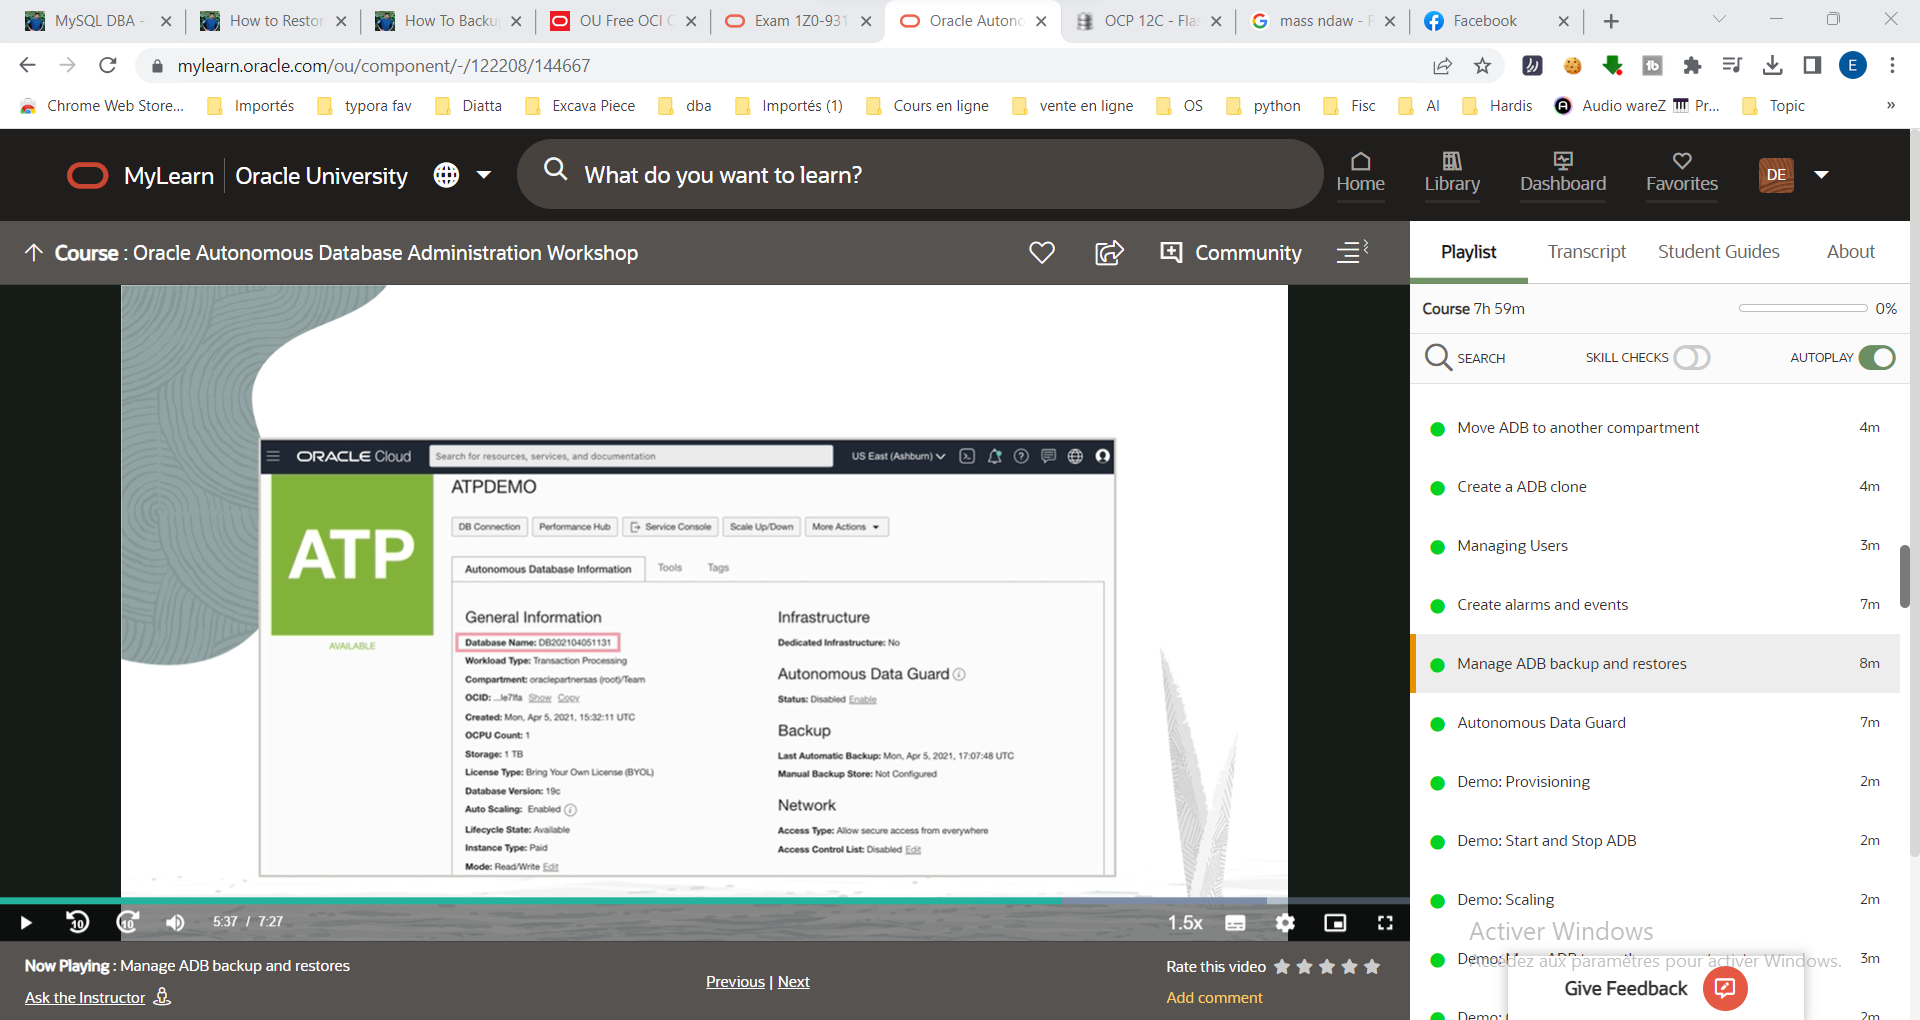 MySQL DBA -
How to Restor
How To Backu
OU Free OCI C
Exam 1Z0-931
Oracle Autono
OCP 12C - Flas
mass ndaw - R
Facebook
mylearn.oracle.com/ou/component/-/122208/144667
E
Chrome Web Store...
Importés
typora fav
Diatta
Excava Piece
dba
Importés (1)
Cours en ligne
vente en ligne
OS
python
Fisc
AI
Hardis
Audio wareZ
Pr...
Topic
»
MyLearn
Oracle University
What do you want to learn?
Home
Library
Dashboard
Favorites
DE
Course : Oracle Autonomous Database Administration Workshop
Community
Playlist
Transcript
Student Guides
About
Course 7h 59m
0%
SEARCH
SKILL CHECKS
AUTOPLAY
ORACLE Cloud
Search for resources, services, and documentation
US East (Ashburn)
ATP
AVAILABLE
ATPDEMO
DB Connection
Performance Hub
Service Console
Scale Up/Down
More Actions
Autonomous Database Information
Tools
Tags
General Information
Database Name: DB202104051131
Workload Type: Transaction Processing
Compartment: oraclepartnersas (root)/Team
OCID: ...le7lfa Show Copy
Created: Mon, Apr 5, 2021, 15:32:11 UTC
OCPU Count: 1
Storage: 1 TB
License Type: Bring Your Own License (BYOL)
Database Version: 19c
Auto Scaling: Enabled
Lifecycle State: Available
Instance Type: Paid
Mode: Read/Write Edit
Infrastructure
Dedicated Infrastructure: No
Autonomous Data Guard
Status: Disabled Enable
Backup
Last Automatic Backup: Mon, Apr 5, 2021, 17:07:48 UTC
Manual Backup Store: Not Configured
Network
Access Type: Allow secure access from everywhere
Access Control List: Disabled Edit
Move ADB to another compartment 4m
Create a ADB clone 4m
Managing Users 3m
Create alarms and events 7m
Manage ADB backup and restores 8m
Autonomous Data Guard 7m
Demo: Provisioning 2m
Demo: Start and Stop ADB 2m
Demo: Scaling 2m
Activer Windows
Accédez aux paramètres pour activer Windows.
3m
Demo: 2m
10
10
5:37 / 7:27
1.5x
Now Playing : Manage ADB backup and restores
Ask the Instructor
Previous | Next
Rate this video
Add comment
Give Feedback